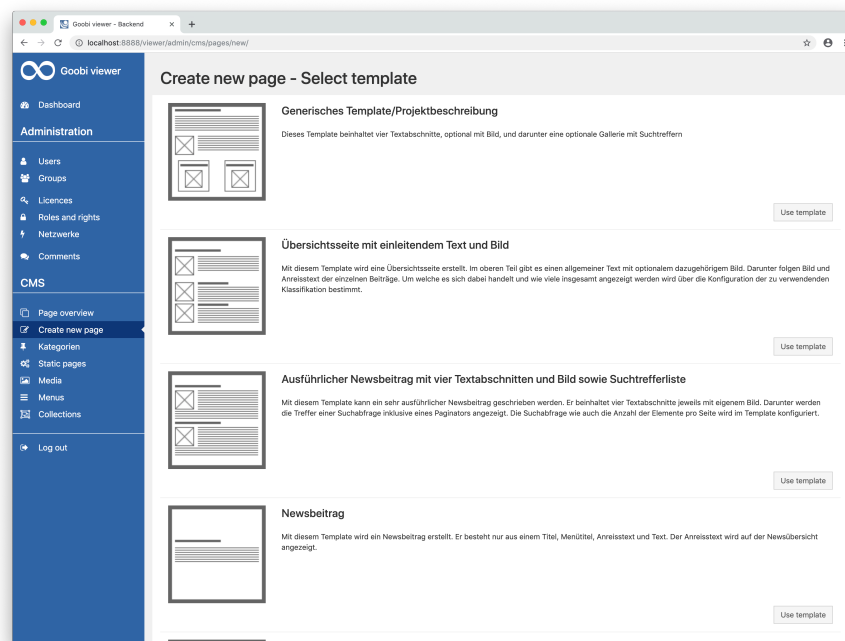 Goobi viewer - Backend
localhost:8888/viewer/admin/cms/pages/new/
Goobi viewer
Dashboard
Administration
Users
Groups
Licences
Roles and rights
Netzwerke
Comments
CMS
Page overview
Create new page
Kategorien
Static pages
Media
Menus
Collections
Log out
Create new page - Select template
Generisches Template/Projektbeschreibung
Dieses Template beinhaltet vier Textabschnitte, optional mit Bild, und darunter eine optionale Gallerie mit Suchtreffern
Use template
Übersichtsseite mit einleitendem Text und Bild
Mit diesem Template wird eine Übersichtsseite erstellt. Im oberen Teil gibt es einen allgemeiner Text mit optionalem dazugehörigem Bild. Darunter folgen Bild und
Anreisstext der einzelnen Beiträge. Um welche es sich dabei handelt und wie viele insgesamt angezeigt werden wird über die Konfiguration der zu verwendenden
Klassifikation bestimmt.
Use template
Ausführlicher Newsbeitrag mit vier Textabschnitten und Bild sowie Suchtrefferliste
Mit diesem Template kann ein sehr ausführlicher Newsbeitrag geschrieben werden. Er beinhaltet vier Textabschnitte jeweils mit eigenem Bild. Darunter werden
die Treffer einer Suchabfrage inklusive eines Paginators angezeigt. Die Suchabfrage wie auch die Anzahl der Elemente pro Seite wird im Template konfiguriert.
Use template
Newsbeitrag
Mit diesem Template wird ein Newsbeitrag erstellt. Er besteht nur aus einem Titel, Menütitel, Anreisstext und Text. Der Anreisstext wird auf der Newsübersicht
angezeigt.
Use template